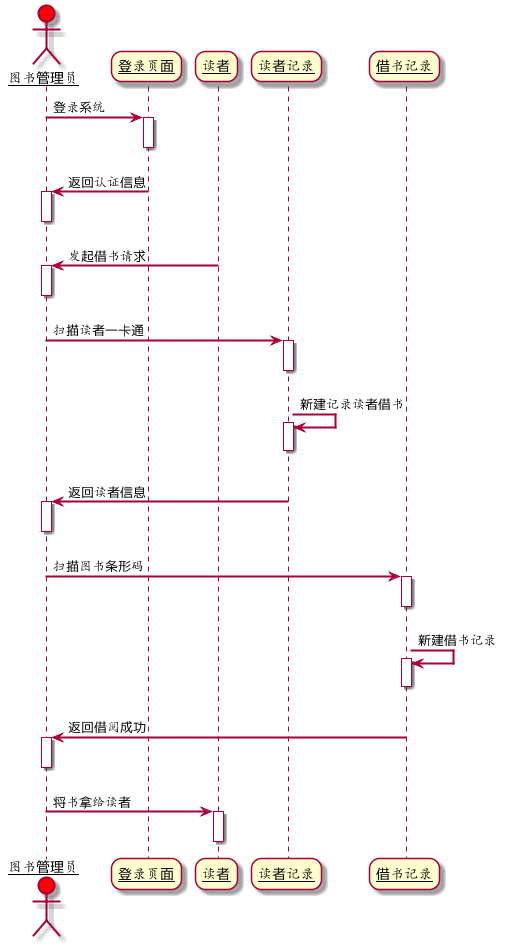 图书管理员
登录页面
读者
读者记录
借书记录
登录系统
返回认证信息
发起借书请求
扫描读者一卡通
新建记录读者借书
返回读者信息
扫描图书条形码
新建借书记录
返回借阅成功
将书拿给读者
图书管理员
登录页面
读者
读者记录
借书记录